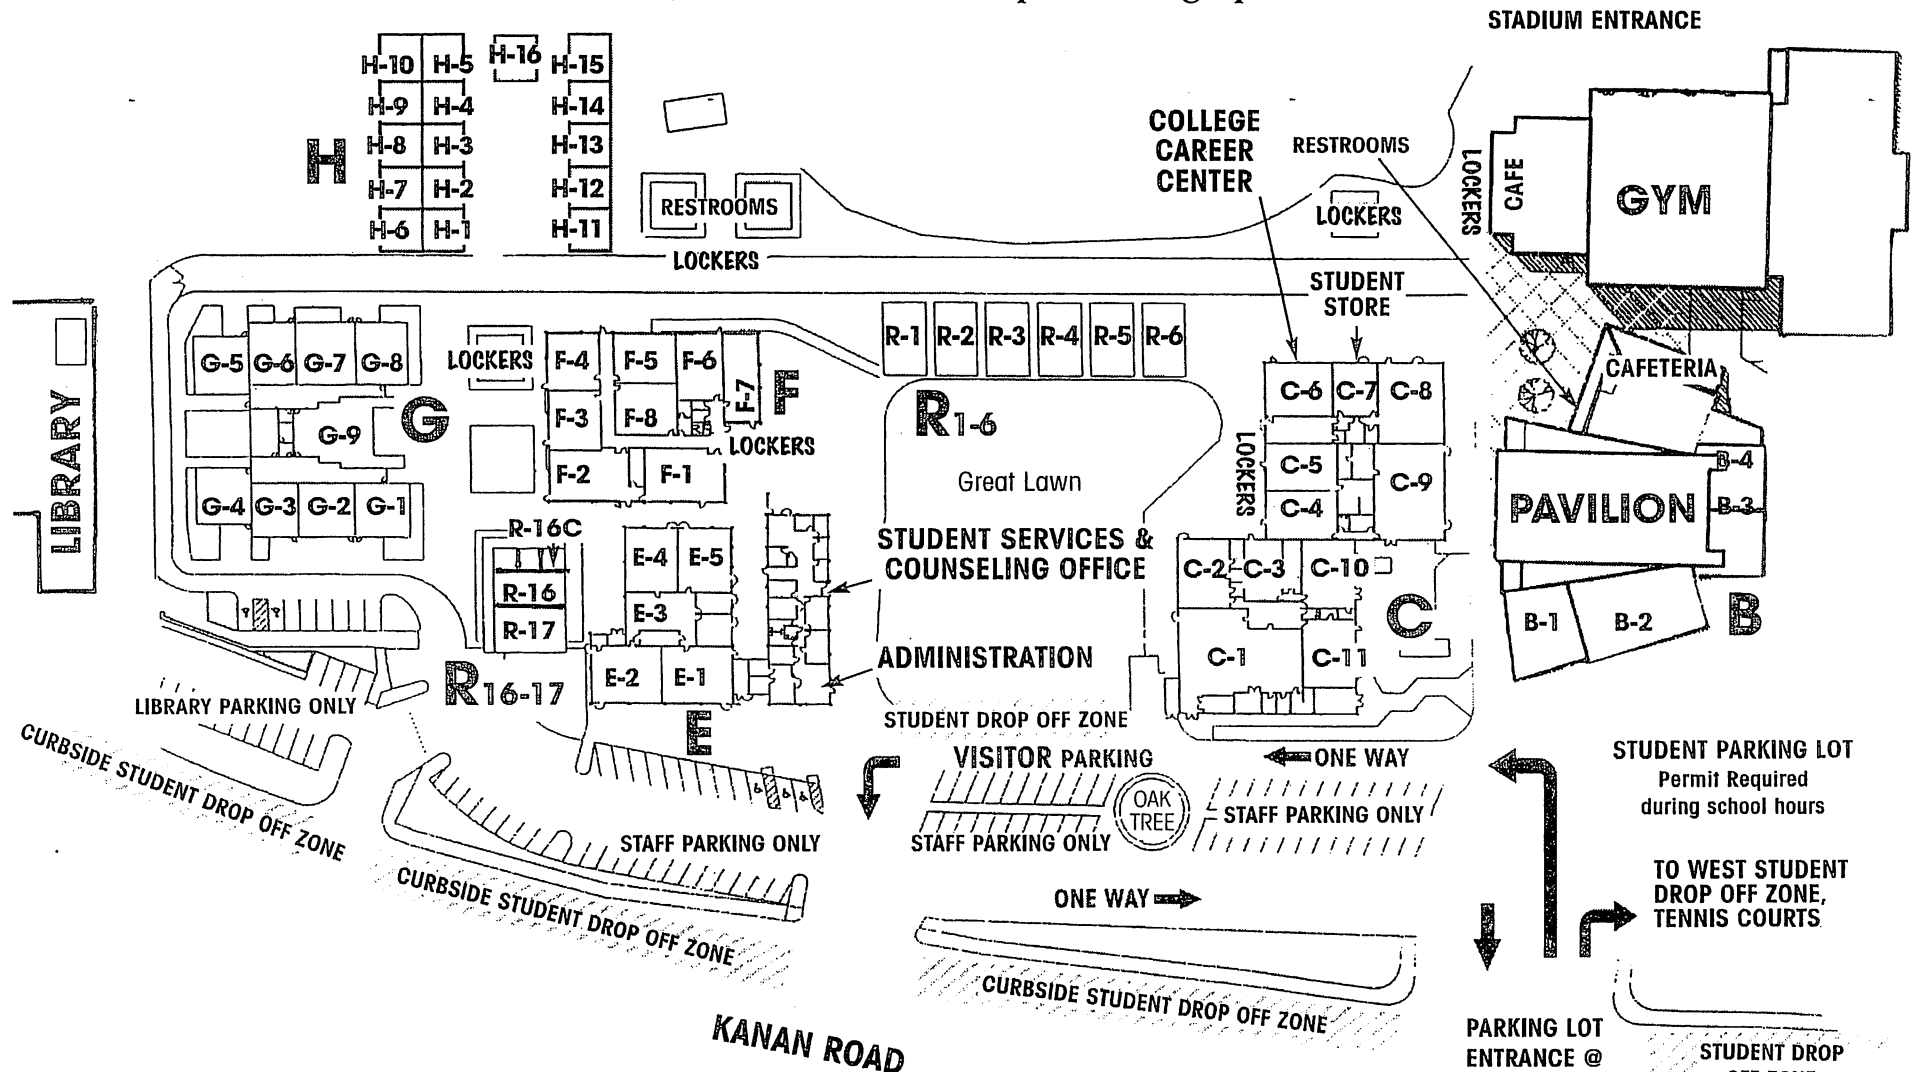 STADIUM ENTRANCE
H-10 H-5 H-16 H-15
H-9 H-4 H-14
H-8 H-3 H-13
H-7 H-2 H-12
H-6 H-1 H-11
H
RESTROOMS
LOCKERS
COLLEGE
CAREER
CENTER
RESTROOMS
LOCKERS
STUDENT
STORE
LOCKERS
CAFE
GYM
CAFETERIA
LIBRARY
G-5 G-6 G-7 G-8
G-9
G
G-4 G-3 G-2 G-1
LOCKERS
F-4 F-5 F-6
F-7
F
F-3 F-8
LOCKERS
F-2 F-1
R-1 R-2 R-3 R-4 R-5 R-6
R1-6
Great Lawn
C-6 C-7 C-8
LOCKERS
C-5
C-9
C-4
C-2 C-3 C-10
C
C-1 C-11
B-4
PAVILION
B-3
B-1 B-2
B
R-16C
R-16
R-17
R16-17
E-4 E-5
E-3
E-2 E-1
E
STUDENT SERVICES &
COUNSELING OFFICE
ADMINISTRATION
STUDENT DROP OFF ZONE
VISITOR PARKING
ONE WAY
OAK
TREE
STAFF PARKING ONLY
STAFF PARKING ONLY
STAFF PARKING ONLY
LIBRARY PARKING ONLY
CURBSIDE STUDENT DROP OFF ZONE
CURBSIDE STUDENT DROP OFF ZONE
ONE WAY
CURBSIDE STUDENT DROP OFF ZONE
KANAN ROAD
STUDENT PARKING LOT
Permit Required
during school hours
TO WEST STUDENT
DROP OFF ZONE,
TENNIS COURTS
PARKING LOT
ENTRANCE @
STUDENT DROP